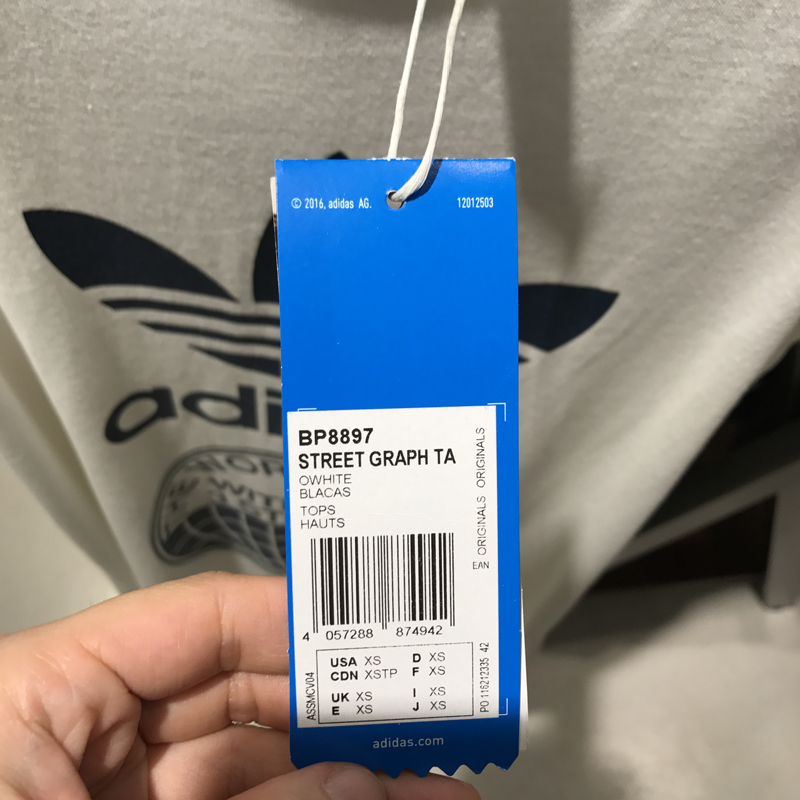 © 2016, adidas AG.
12012503
BP8897
STREET GRAPH TA
OWHITE
BLACAS
TOPS
HAUTS
ORIGINALS ORIGINALS
EAN
4 057288 874942
USA XS D XS
CDN XSTP F XS
UK XS I XS
E XS J XS
ASSMCV04
PO 116212335 42
adidas.com
adi
WIT